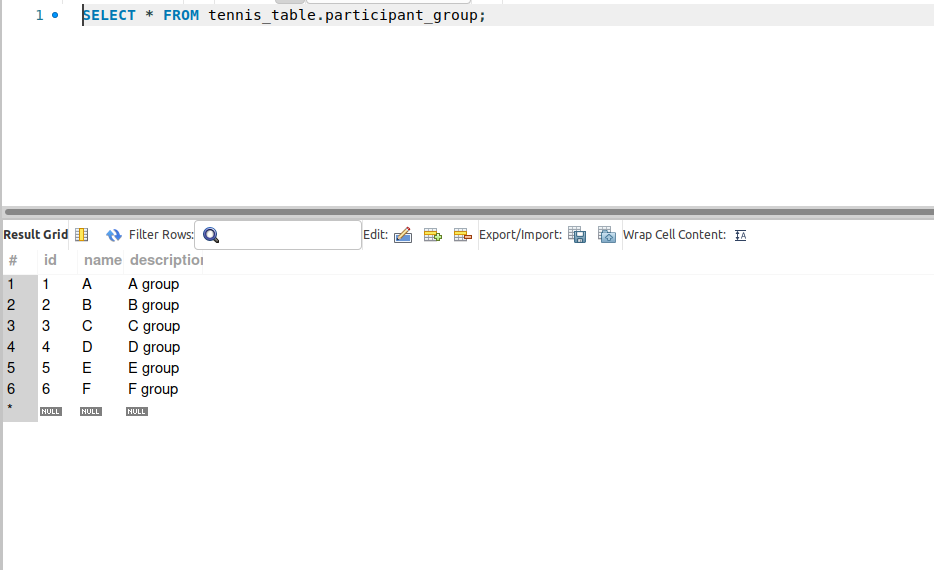 1 SELECT * FROM tennis_table.participant_group;
Result Grid Filter Rows: Edit: Export/Import: Wrap Cell Content:
# id name description
1 1 A A group
2 2 B B group
3 3 C C group
4 4 D D group
5 5 E E group
6 6 F F group
* NULL NULL NULL